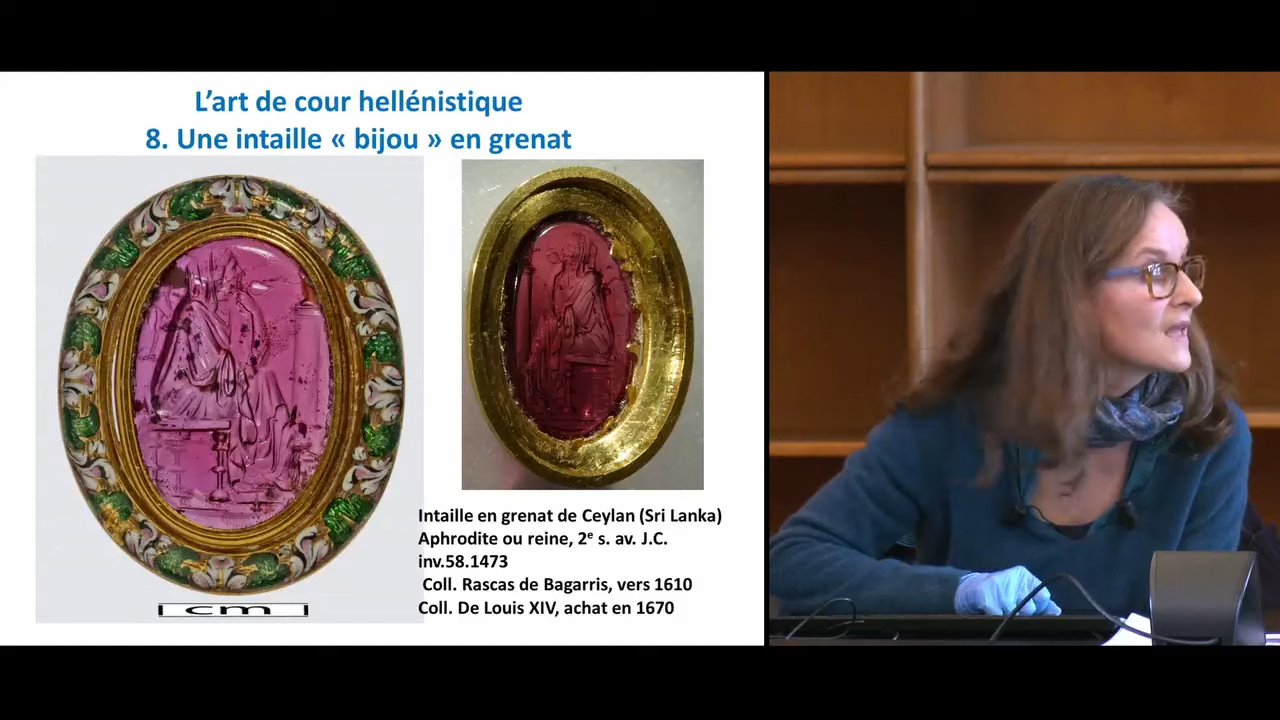 L’art de cour hellénistique
8. Une intaille « bijou » en grenat
cm
Intaille en grenat de Ceylan (Sri Lanka)
Aphrodite ou reine, 2e s. av. J.C.
inv.58.1473
Coll. Rascas de Bagarris, vers 1610
Coll. De Louis XIV, achat en 1670